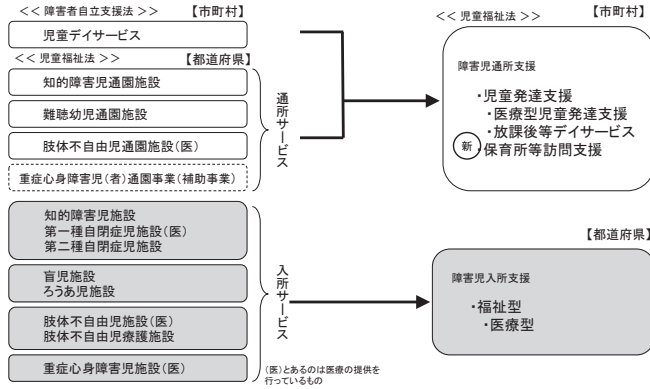 << 障害者自立支援法 >> 【市町村】
児童デイサービス
<< 児童福祉法 >> 【都道府県】
知的障害児通園施設
難聴幼児通園施設
肢体不自由児通園施設(医)
重症心身障害児(者)通園事業(補助事業)
通所サービス
知的障害児施設
第一種自閉症児施設(医)
第二種自閉症児施設
盲児施設
ろうあ児施設
肢体不自由児施設(医)
肢体不自由児療護施設
重症心身障害児施設(医)
入所サービス
(医)とあるのは医療の提供を
行っているもの
<< 児童福祉法 >> 【市町村】
障害児通所支援
・児童発達支援
・医療型児童発達支援
・放課後等デイサービス
新 ・保育所等訪問支援
【都道府県】
障害児入所支援
・福祉型
・医療型